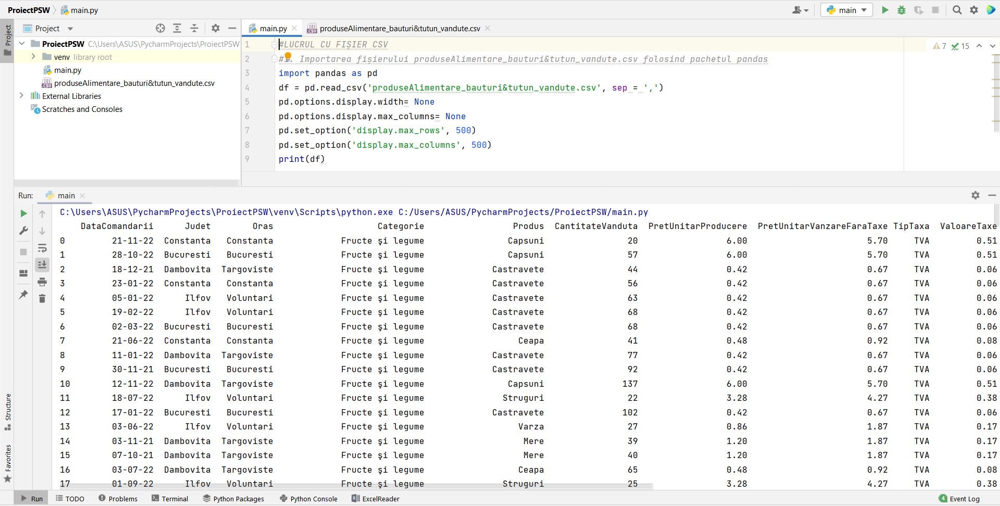 ProiectPSW main.py main
Project
Project main.py produseAlimentare_bauturi&tutun_vandute.csv
ProiectPSW C:\Users\ASUS\PycharmProjects\ProiectPSW
venv library root
main.py
produseAlimentare_bauturi&tutun_vandute.csv
External Libraries
Scratches and Consoles
7 15
1 #LUCRUL CU FIȘIER CSV
2 #1. Importarea fișierului produseAlimentare_bauturi&tutun_vandute.csv folosind pachetul pandas
3 import pandas as pd
4 df = pd.read_csv('produseAlimentare_bauturi&tutun_vandute.csv', sep = ',')
5 pd.options.display.width= None
6 pd.options.display.max_columns= None
7 pd.set_option('display.max_rows', 500)
8 pd.set_option('display.max_columns', 500)
9 print(df)
Run: main
C:\Users\ASUS\PycharmProjects\ProiectPSW\venv\Scripts\python.exe C:/Users/ASUS/PycharmProjects/ProiectPSW/main.py
DataComandarii Judet Oras Categorie Produs CantitateVanduta PretUnitarProducere PretUnitarVanzareFaraTaxe TipTaxa ValoareTaxe
0 21-11-22 Constanta Constanta Fructe și legume Capsuni 20 6.00 5.70 TVA 0.51
1 28-10-22 Bucuresti Bucuresti Fructe și legume Capsuni 57 6.00 5.70 TVA 0.51
2 18-12-21 Dambovita Targoviste Fructe și legume Castravete 44 0.42 0.67 TVA 0.06
3 23-01-22 Constanta Constanta Fructe și legume Castravete 56 0.42 0.67 TVA 0.06
4 05-01-22 Ilfov Voluntari Fructe și legume Castravete 63 0.42 0.67 TVA 0.06
5 19-02-22 Ilfov Voluntari Fructe și legume Castravete 68 0.42 0.67 TVA 0.06
6 02-03-22 Bucuresti Bucuresti Fructe și legume Castravete 68 0.42 0.67 TVA 0.06
7 21-06-22 Constanta Constanta Fructe și legume Ceapa 41 0.48 0.92 TVA 0.08
8 11-01-22 Dambovita Targoviste Fructe și legume Castravete 77 0.42 0.67 TVA 0.06
9 30-11-21 Bucuresti Bucuresti Fructe și legume Castravete 92 0.42 0.67 TVA 0.06
10 12-11-22 Dambovita Targoviste Fructe și legume Capsuni 137 6.00 5.70 TVA 0.51
11 18-07-22 Ilfov Voluntari Fructe și legume Struguri 22 3.28 4.27 TVA 0.38
12 17-01-22 Bucuresti Bucuresti Fructe și legume Castravete 102 0.42 0.67 TVA 0.06
13 03-06-22 Ilfov Voluntari Fructe și legume Varza 27 0.86 1.87 TVA 0.17
14 03-11-21 Dambovita Targoviste Fructe și legume Mere 39 1.20 1.87 TVA 0.17
15 07-10-21 Dambovita Targoviste Fructe și legume Mere 40 1.20 1.87 TVA 0.17
16 03-07-22 Dambovita Targoviste Fructe și legume Ceapa 65 0.48 0.92 TVA 0.08
17 01-09-22 Ilfov Voluntari Fructe și legume Struguri 25 3.28 4.27 TVA 0.38
Structure
Favorites
Run TODO Problems Terminal Python Packages Python Console ExcelReader 4 Event Log